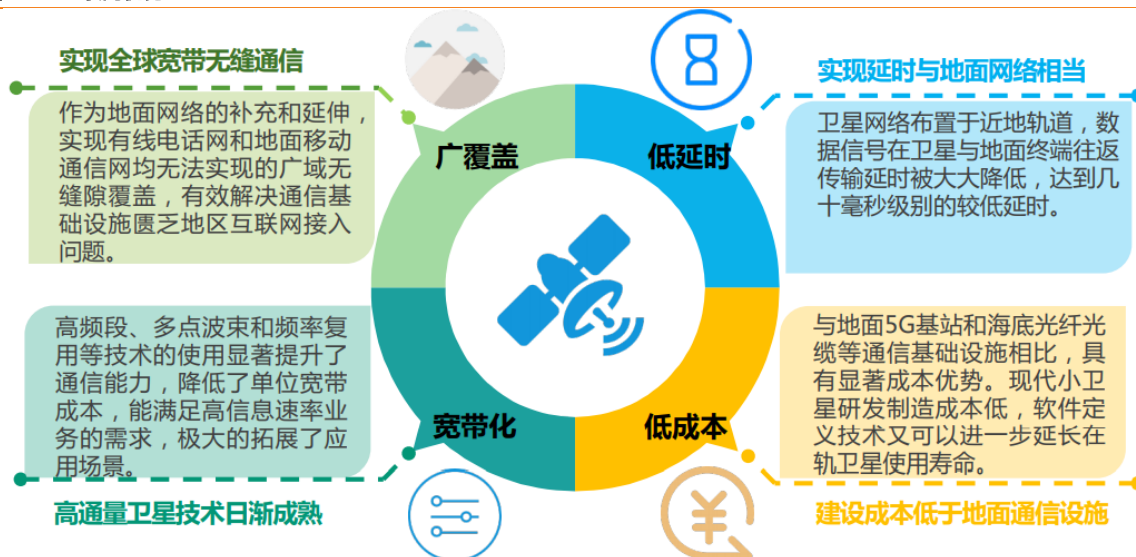 实现全球宽带无缝通信
作为地面网络的补充和延伸，
实现有线电话网和地面移动
通信网均无法实现的广域无
缝隙覆盖，有效解决通信基
础设施匮乏地区互联网接入
问题。
广覆盖
低延时
实现延时与地面网络相当
卫星网络布置于近地轨道，数
据信号在卫星与地面终端往返
传输延时被大大降低，达到几
十毫秒级别的较低延时。
高频段、多点波束和频率复
用等技术的使用显著提升了
通信能力，降低了单位宽带
成本，能满足高信息速率业
务的需求，极大的拓展了应
用场景。
高通量卫星技术日渐成熟
宽带化
低成本
与地面5G基站和海底光纤光
缆等通信基础设施相比，具
有显著成本优势。现代小卫
星研发制造成本低，软件定
义技术又可以进一步延长在
轨卫星使用寿命。
建设成本低于地面通信设施